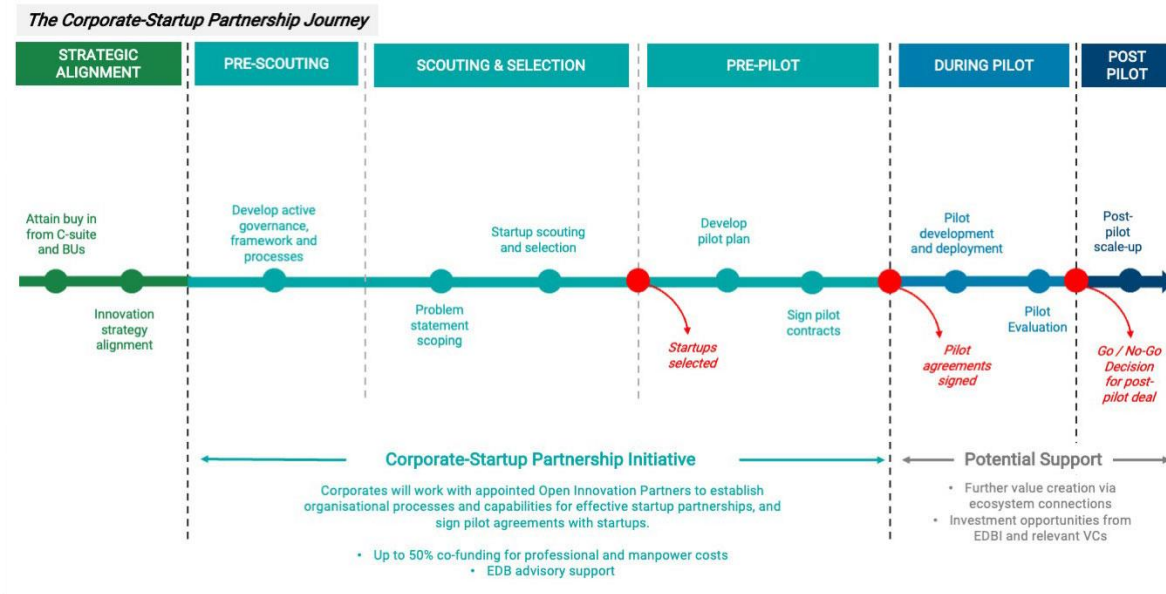 The Corporate-Startup Partnership Journey
STRATEGIC
ALIGNMENT
PRE-SCOUTING
SCOUTING & SELECTION
PRE-PILOT
DURING PILOT
POST
PILOT
Attain buy in
from C-suite
and BUs
Innovation
strategy
alignment
Develop active
governance,
framework and
processes
Problem
statement
scoping
Startup scouting
and selection
Startups
selected
Develop
pilot plan
Sign pilot
contracts
Pilot
agreements
signed
Pilot
development
and deployment
Pilot
Evaluation
Post-
pilot
scale-up
Go / No-Go
Decision
for post-
pilot deal
Corporate-Startup Partnership Initiative
Corporates will work with appointed Open Innovation Partners to establish
organisational processes and capabilities for effective startup partnerships, and
sign pilot agreements with startups.
• Up to 50% co-funding for professional and manpower costs
• EDB advisory support
Potential Support
• Further value creation via
ecosystem connections
• Investment opportunities from
EDBI and relevant VCs